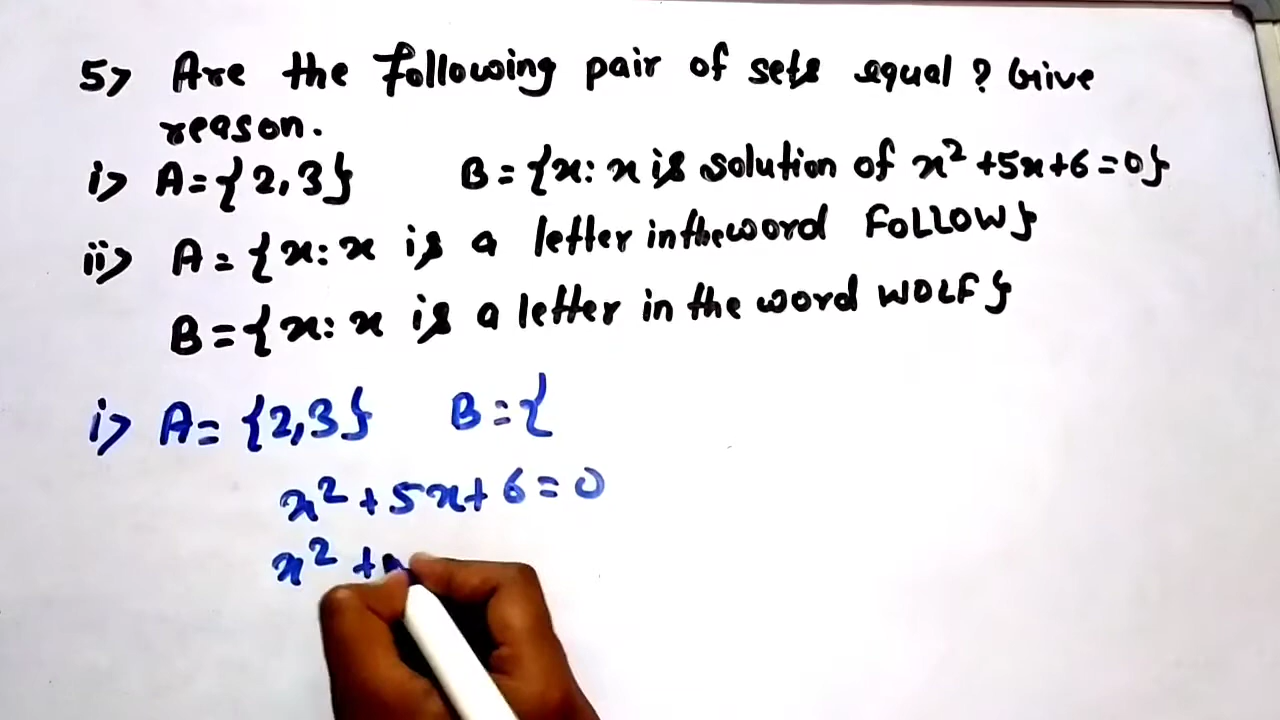 5> Are the following pair of sets equal? Give
reason.
i> A={2,3} B={x: x is solution of x²+5x+6=0}
ii> A={x: x is a letter in the word FOLLOW}
B={x: x is a letter in the word WOLF}
i> A={2,3} B={
x²+5x+6=0
x²+